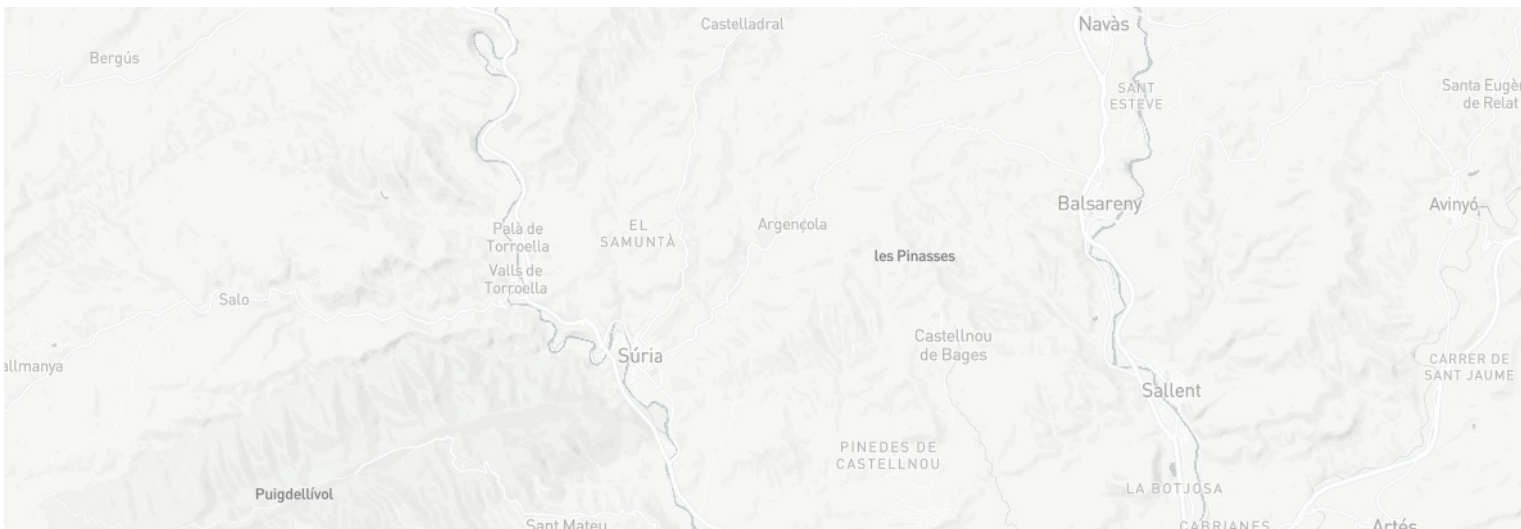 Castelladral
Navàs
Bergús
SANT
ESTEVE
Santa Eugèn
de Relat
Balsareny
Avinyó
Argençola
Palà de
Torroella
EL
SAMUNTÀ
les Pinasses
Valls de
Torroella
Salo
Castellnou
de Bages
Súria
allmanya
CARRER DE
SANT JAUME
Sallent
PINEDES DE
CASTELLNOU
Puigdellívol
LA BOTJOSA
Sant Mateu
CABRIANES
Artés